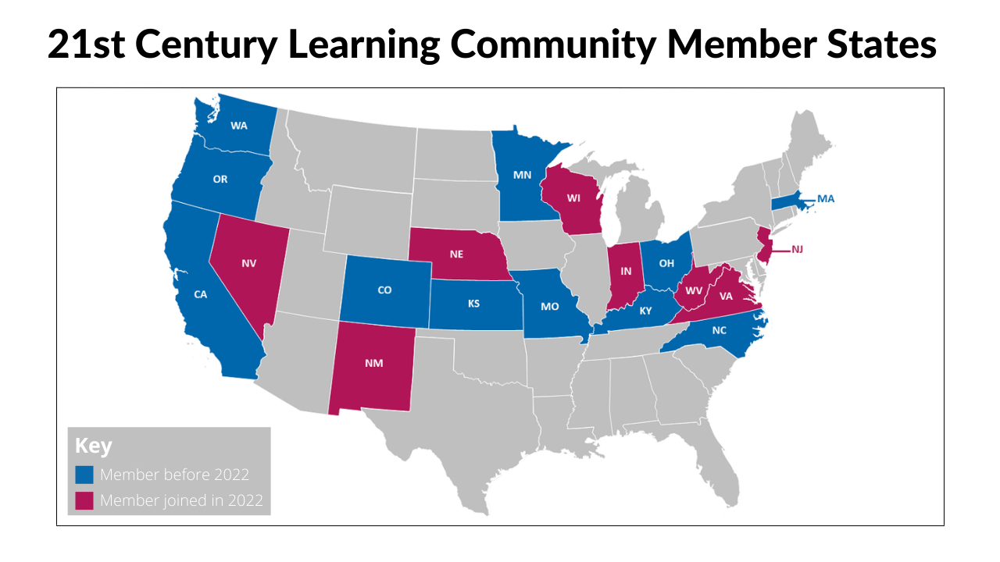 21st Century Learning Community Member States
WA
OR
MN
MA
WI
NJ
NE
NV
OH
IN
CO
WV
CA
VA
KS
MO
KY
NC
NM
Key
Member before 2022
Member joined in 2022